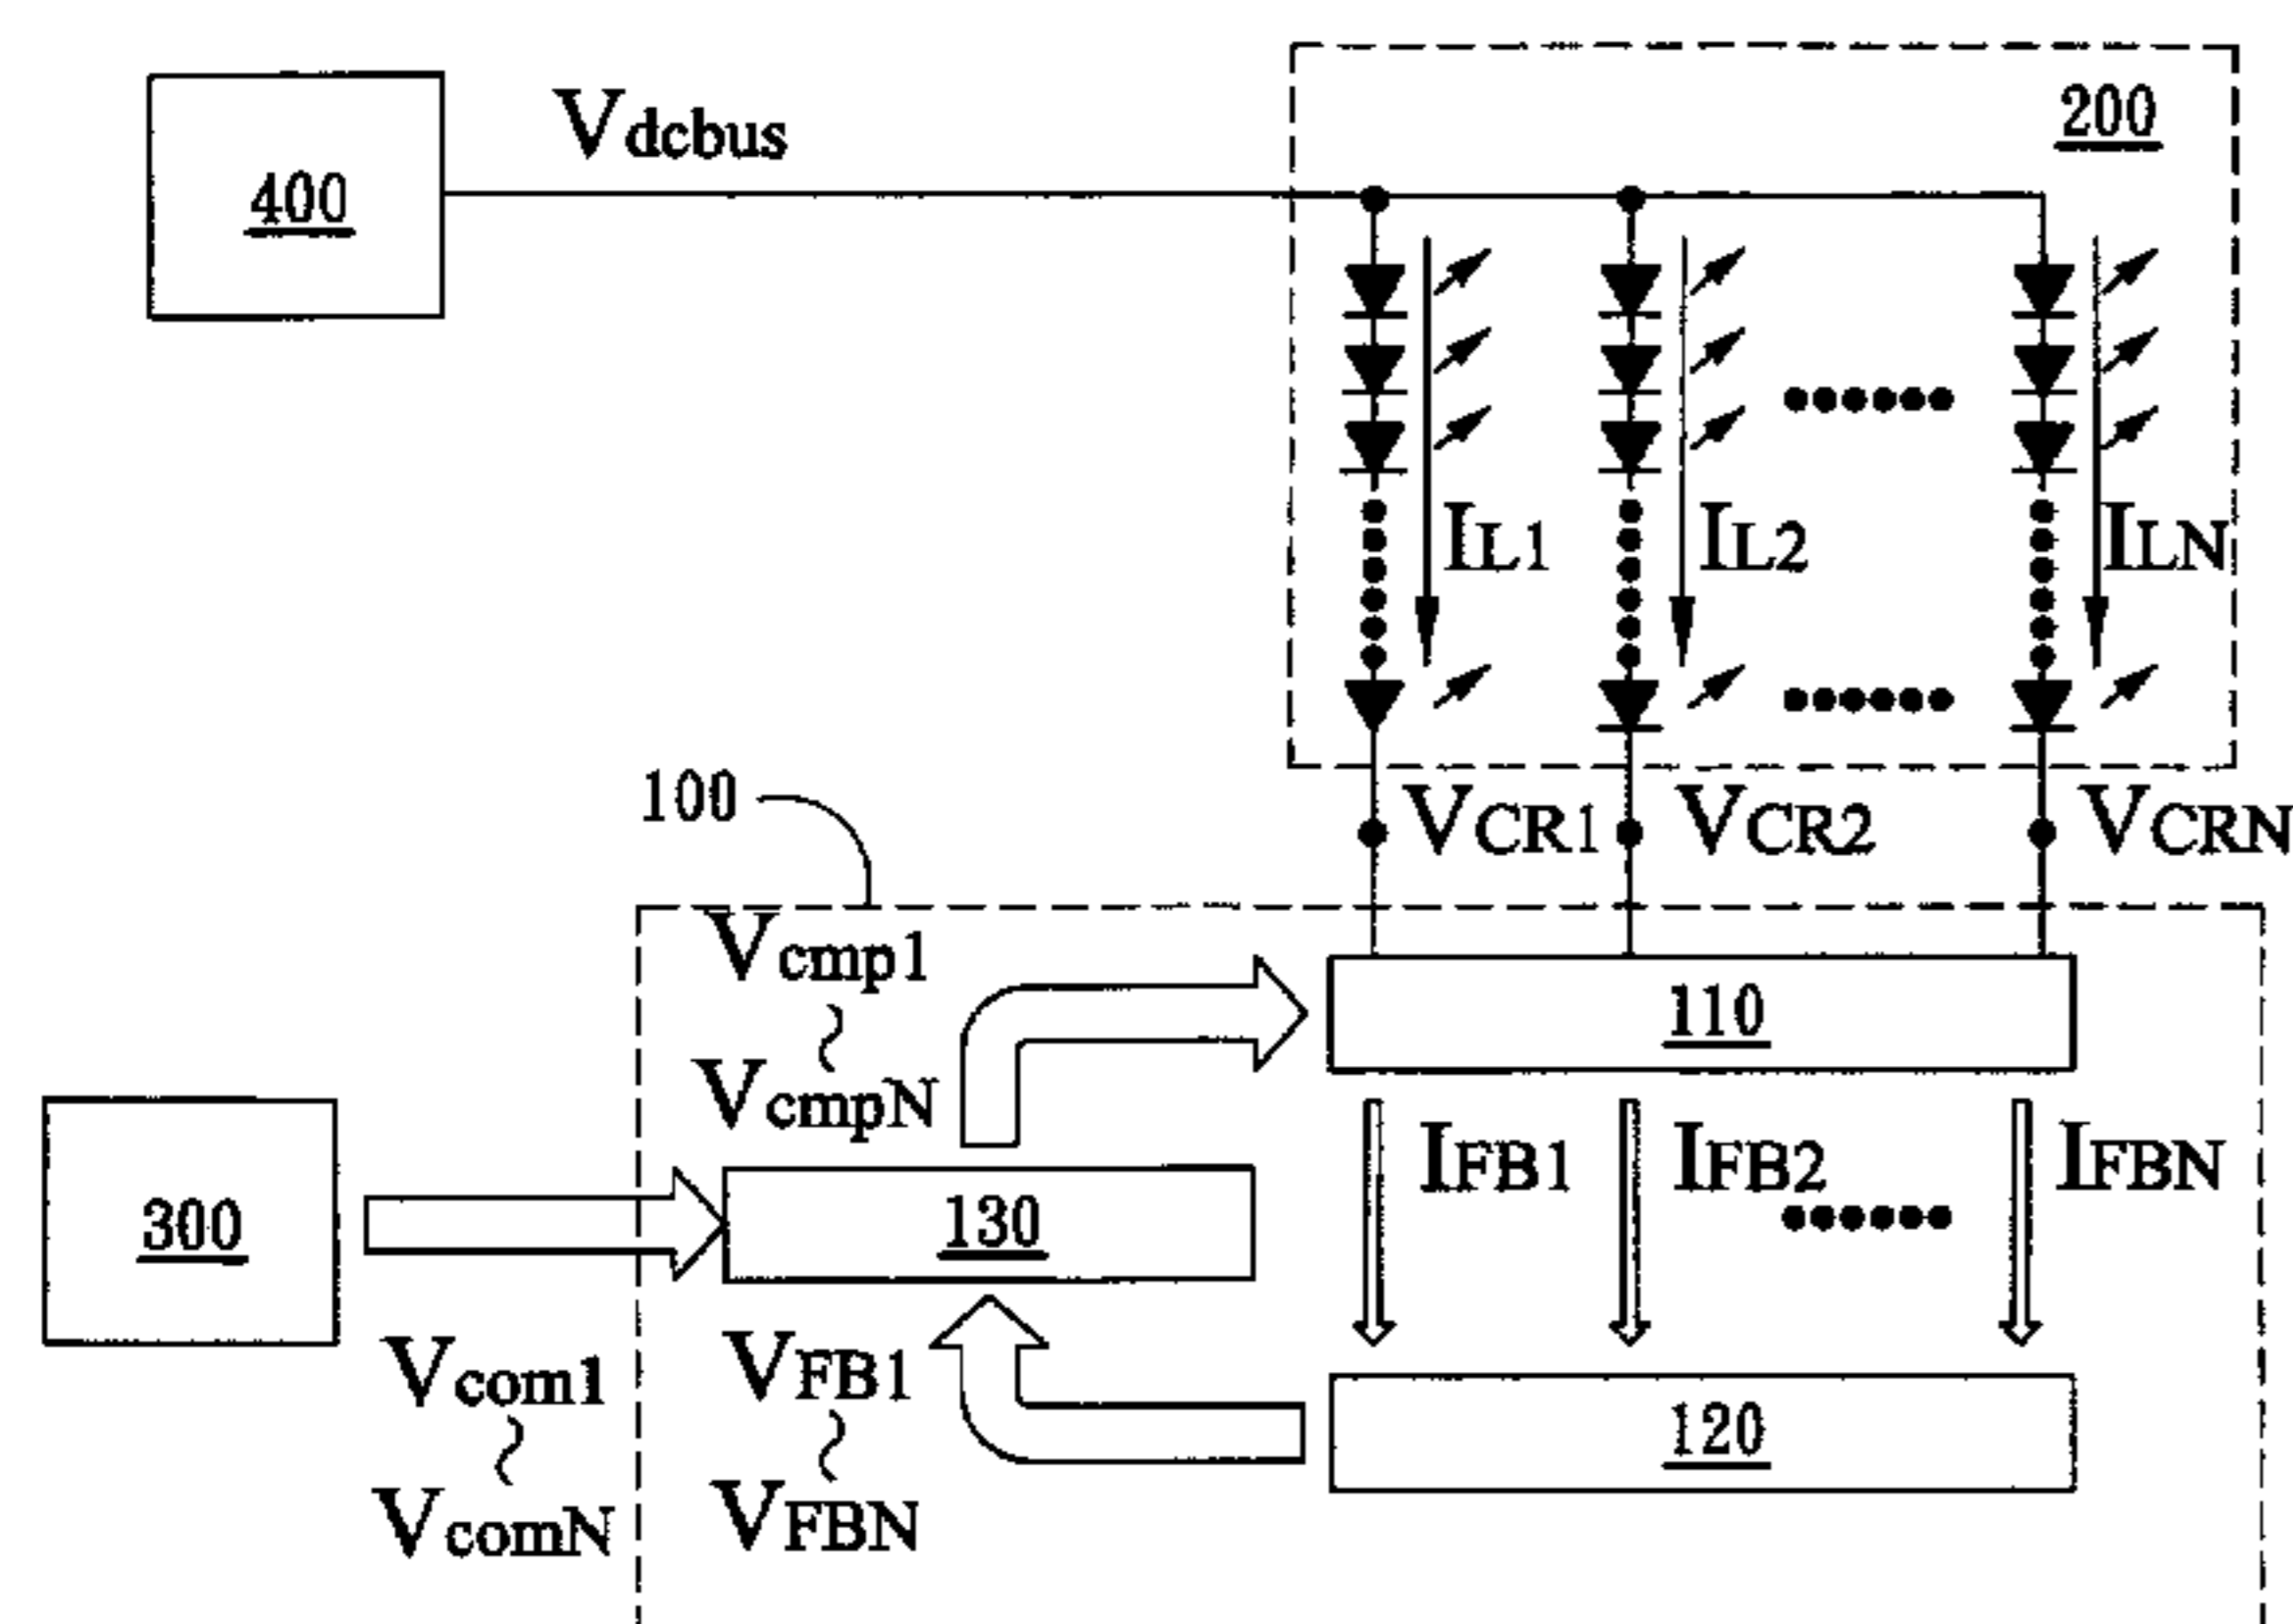 200
400
Vdcbus
IL1
IL2
ILN
100
VCR1
VCR2
VCRN
Vcmp1
~
VcmpN
110
IFB1
IFB2
IFBN
300
130
Vcom1
~
VcomN
VFB1
~
VFBN
120